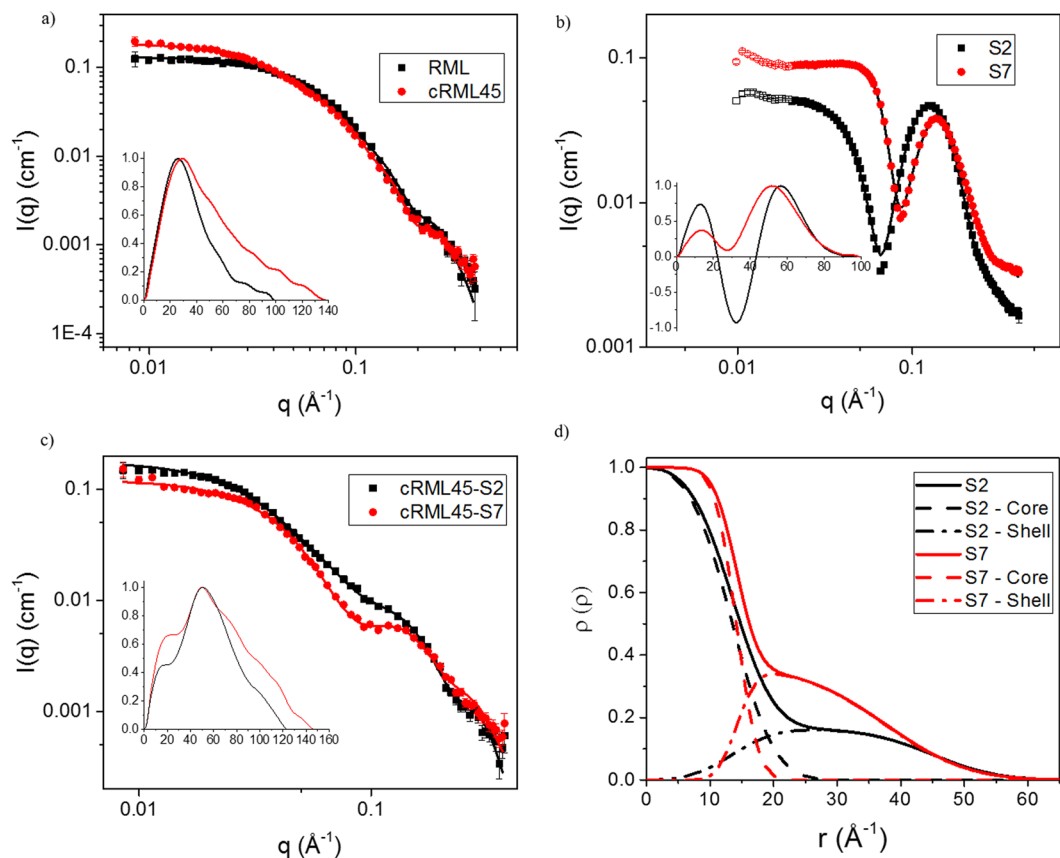 a)
I(q) (cm-1)
0.1
0.01
0.001
1E-4
RML
cRML45
1.0
0.8
0.6
0.4
0.2
0.0
0 20 40 60 80 100 120 140
0.01 0.1
q (Å-1)
b)
I(q) (cm-1)
0.1
0.01
0.001
S2
S7
1.0
0.5
0.0
-0.5
-1.0
0 20 40 60 80 100
0.01 0.1
q (Å-1)
c)
I(q) (cm-1)
0.1
0.01
0.001
cRML45-S2
cRML45-S7
1.0
0.8
0.6
0.4
0.2
0.0
0 20 40 60 80 100 120 140 160
0.01 0.1
q (Å-1)
d)
ρ (ρ)
1.0
0.8
0.6
0.4
0.2
0.0
S2
S2 - Core
S2 - Shell
S7
S7 - Core
S7 - Shell
0 10 20 30 40 50 60
r (Å-1)